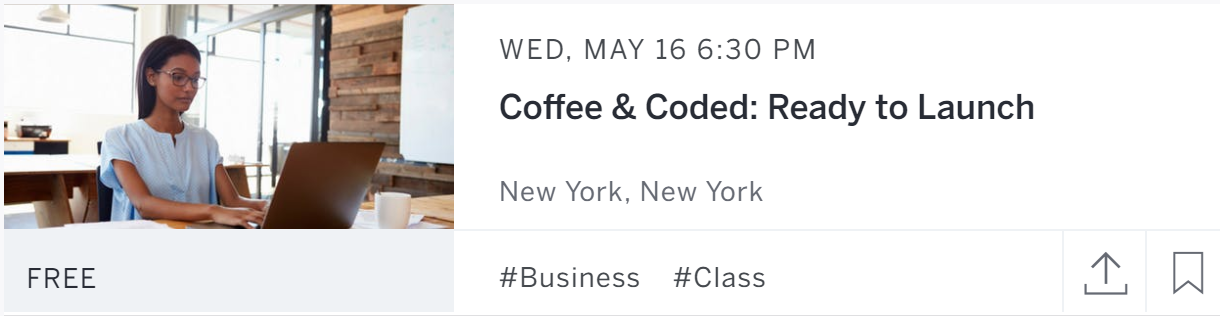 WED, MAY 16 6:30 PM
Coffee & Coded: Ready to Launch
New York, New York
FREE
#Business #Class